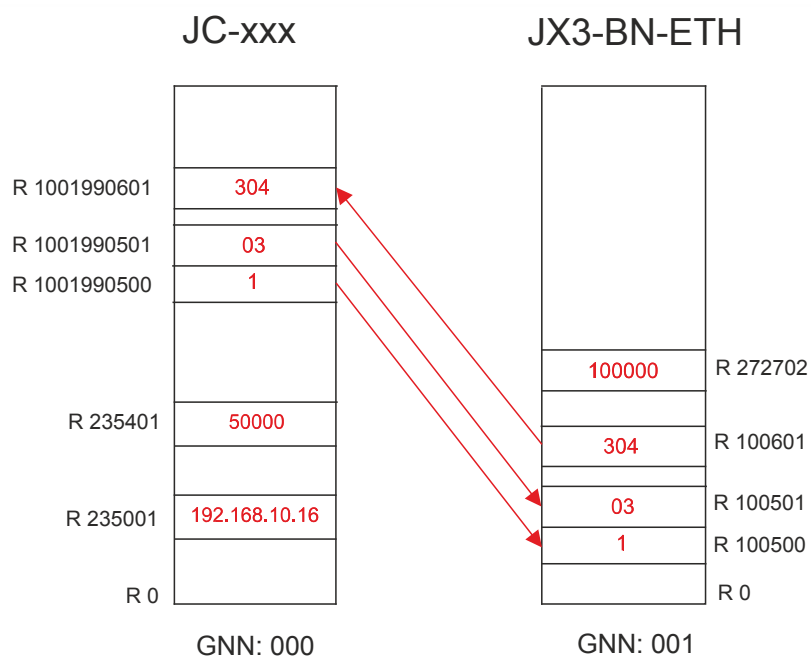 JC-xxx
JX3-BN-ETH
R 1001990601
304
R 1001990501
03
R 1001990500
1
100000
R 272702
R 235401
50000
304
R 100601
R 235001
192.168.10.16
03
R 100501
1
R 100500
R 0
R 0
GNN: 000
GNN: 001